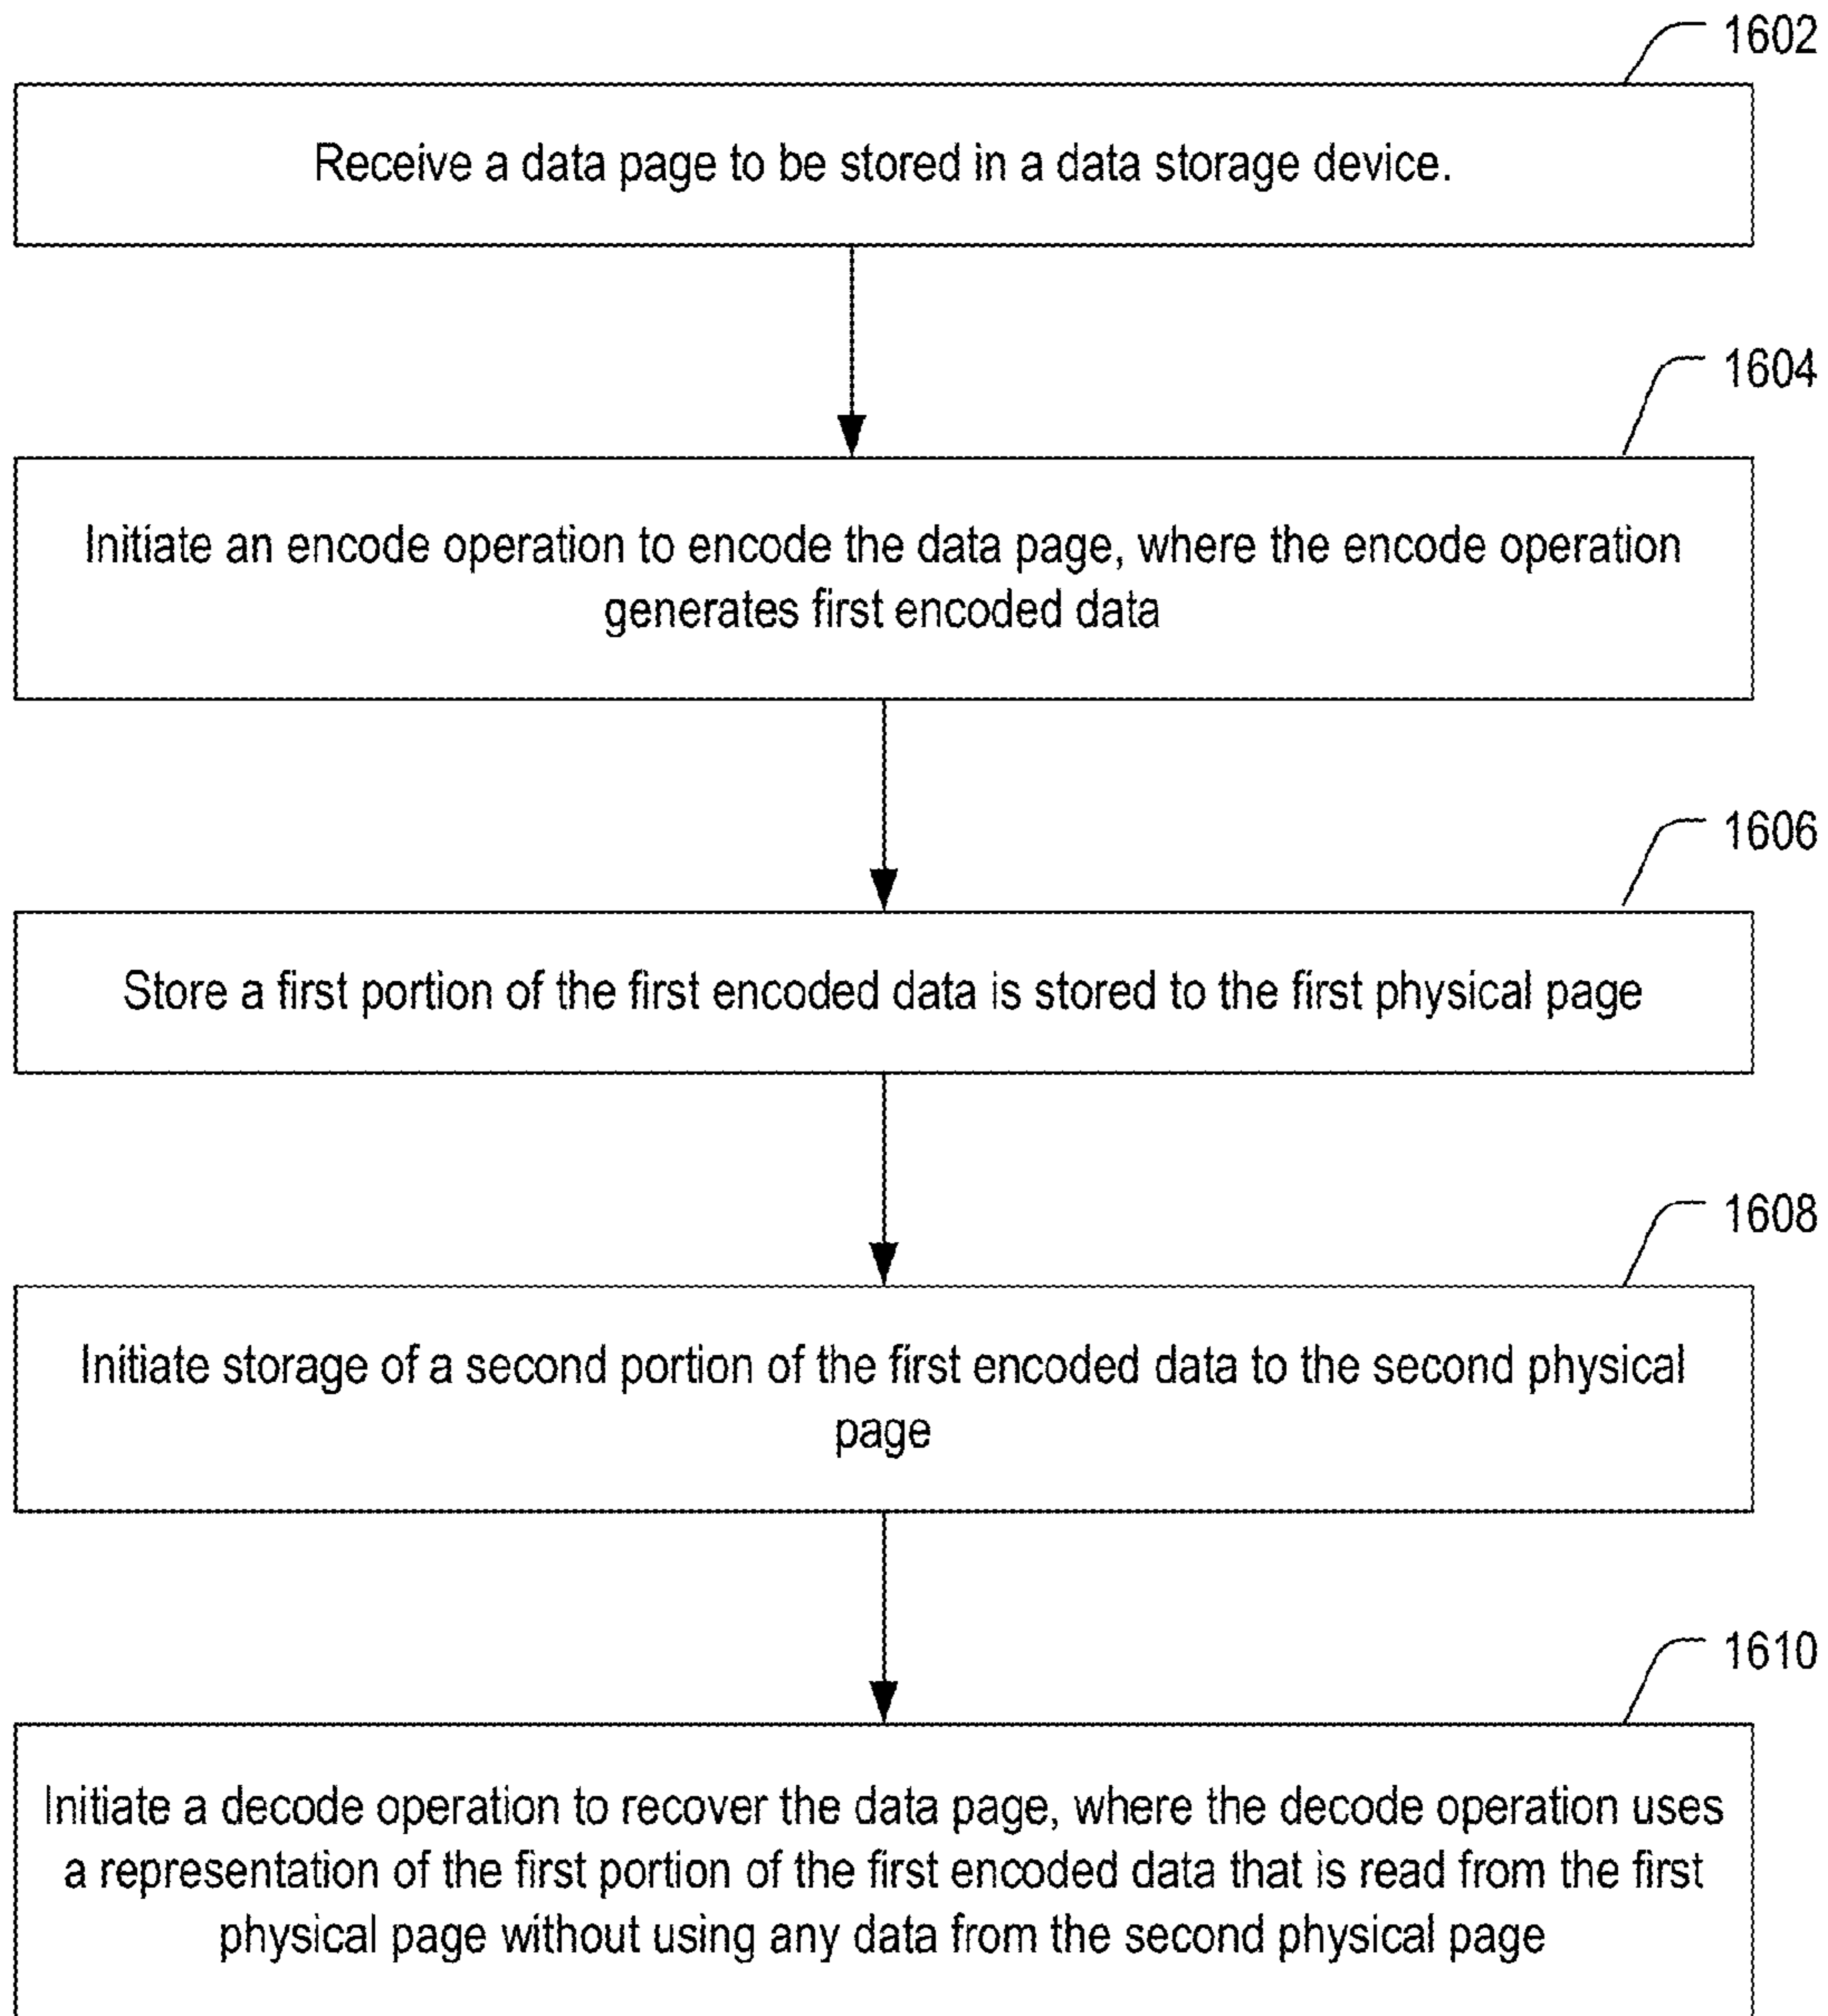 1602
Receive a data page to be stored in a data storage device.
1604
Initiate an encode operation to encode the data page, where the encode operation
generates first encoded data
1606
Store a first portion of the first encoded data is stored to the first physical page
1608
Initiate storage of a second portion of the first encoded data to the second physical
page
1610
Initiate a decode operation to recover the data page, where the decode operation uses
a representation of the first portion of the first encoded data that is read from the first
physical page without using any data from the second physical page